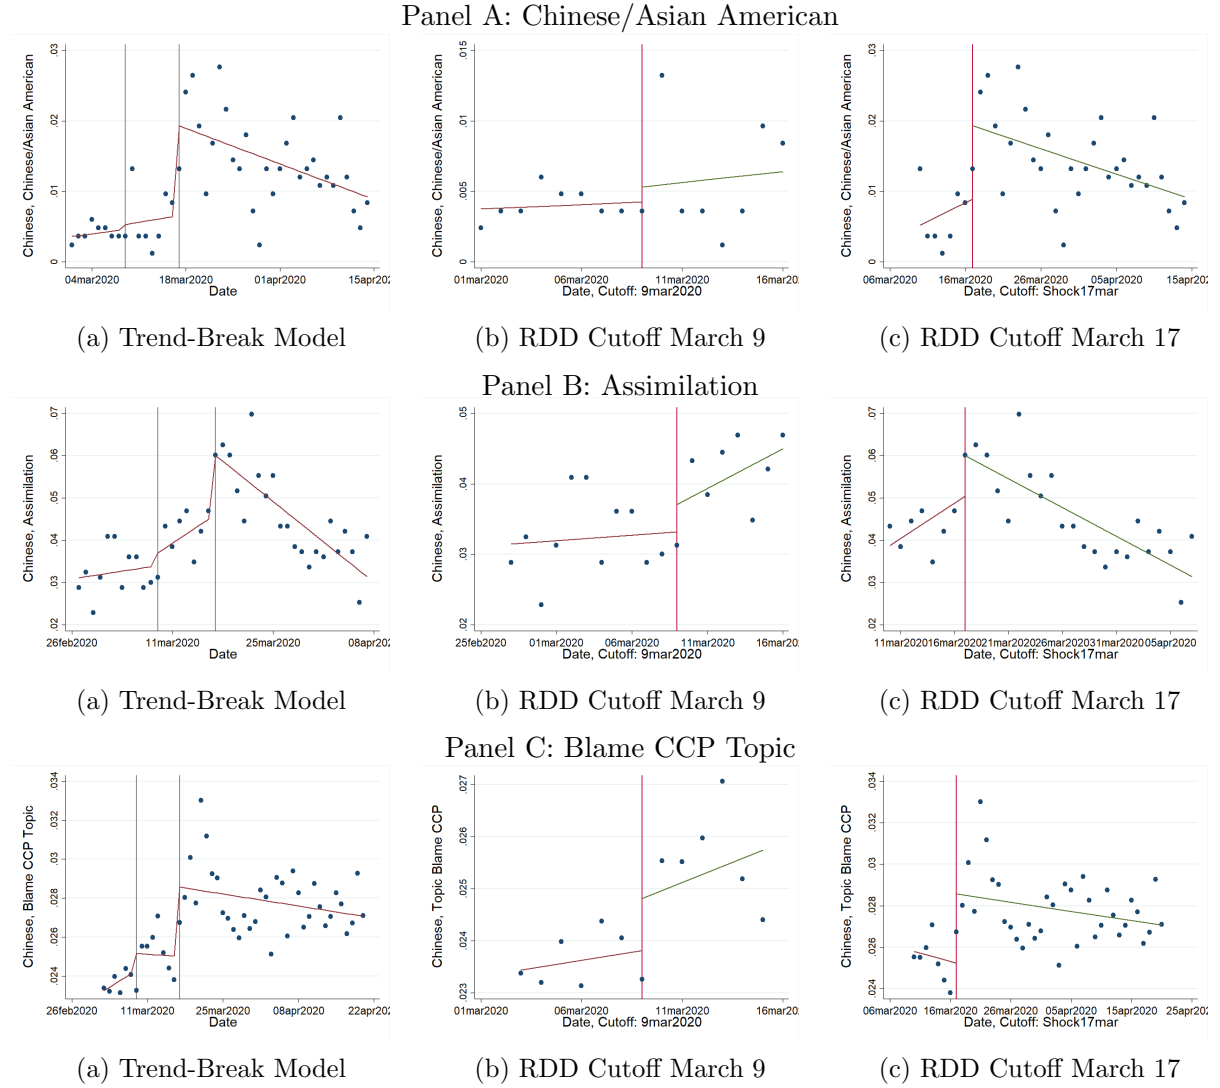 Panel A: Chinese/Asian American
Chinese, Chinese/Asian American
0 .01 .02 .03
04mar2020 18mar2020 01apr2020 15apr202
Date
Chinese, Chinese/Asian American
0 .005 .01 .015
01mar2020 06mar2020 11mar2020 16mar202
Date, Cutoff: 9mar2020
Chinese, Chinese/Asian American
0 .01 .02 .03
06mar2020 16mar2020 26mar2020 05apr2020 15apr202
Date, Cutoff: Shock17mar
(a) Trend-Break Model
(b) RDD Cutoff March 9
(c) RDD Cutoff March 17
Panel B: Assimilation
Chinese, Assimilation
.02 .03 .04 .05 .06 .07
26feb2020 11mar2020 25mar2020 08apr202
Date
Chinese, Assimilation
.02 .03 .04 .05
25feb2020 01mar2020 06mar2020 11mar2020 16mar202
Date, Cutoff: 9mar2020
Chinese, Assimilation
.02 .03 .04 .05 .06 .07
11mar2020 16mar2020 21mar2020 26mar2020 31mar2020 05apr2020
Date, Cutoff: Shock17mar
(a) Trend-Break Model
(b) RDD Cutoff March 9
(c) RDD Cutoff March 17
Panel C: Blame CCP Topic
Chinese, Blame CCP Topic
.024 .026 .028 .03 .032 .034
26feb2020 11mar2020 25mar2020 08apr2020 22apr202
Date
Chinese, Topic Blame CCP
.023 .024 .025 .026 .027
01mar2020 06mar2020 11mar2020 16mar202
Date, Cutoff: 9mar2020
Chinese, Topic Blame CCP
.024 .026 .028 .03 .032 .034
06mar2020 16mar2020 26mar2020 05apr2020 15apr2020 25apr202
Date, Cutoff: Shock17mar
(a) Trend-Break Model
(b) RDD Cutoff March 9
(c) RDD Cutoff March 17